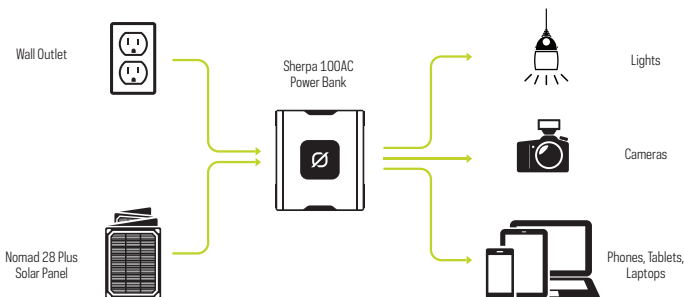 Wall Outlet
Sherpa 100AC
Power Bank
Lights
Cameras
Nomad 28 Plus
Solar Panel
Phones, Tablets,
Laptops